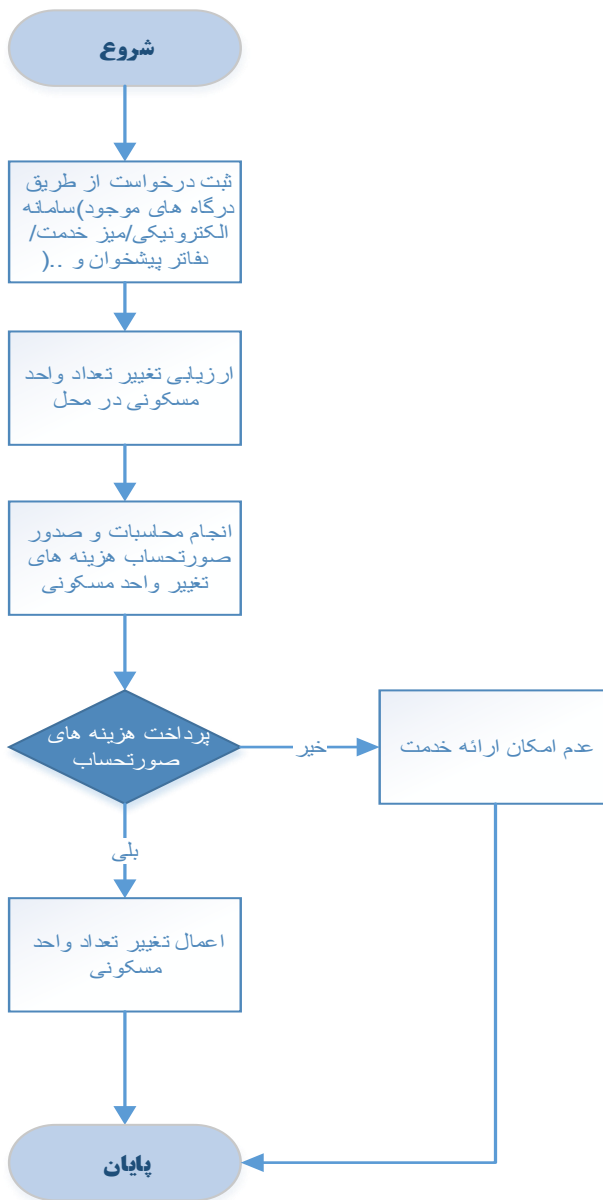 شروع
ثبت درخواست از طریق
درگاه های موجود)سامانه
الکترونیکی/میز خدمت/
دفاتر پیشخوان و ..(
ارزیابی تغییر تعداد واحد
مسکونی در محل
انجام محاسبات و صدور
صورتحساب هزینه های
تغییر واحد مسکونی
پرداخت هزینه های
صورتحساب
خیر
عدم امکان ارائه خدمت
بلی
اعمال تغییر تعداد واحد
مسکونی
پایان